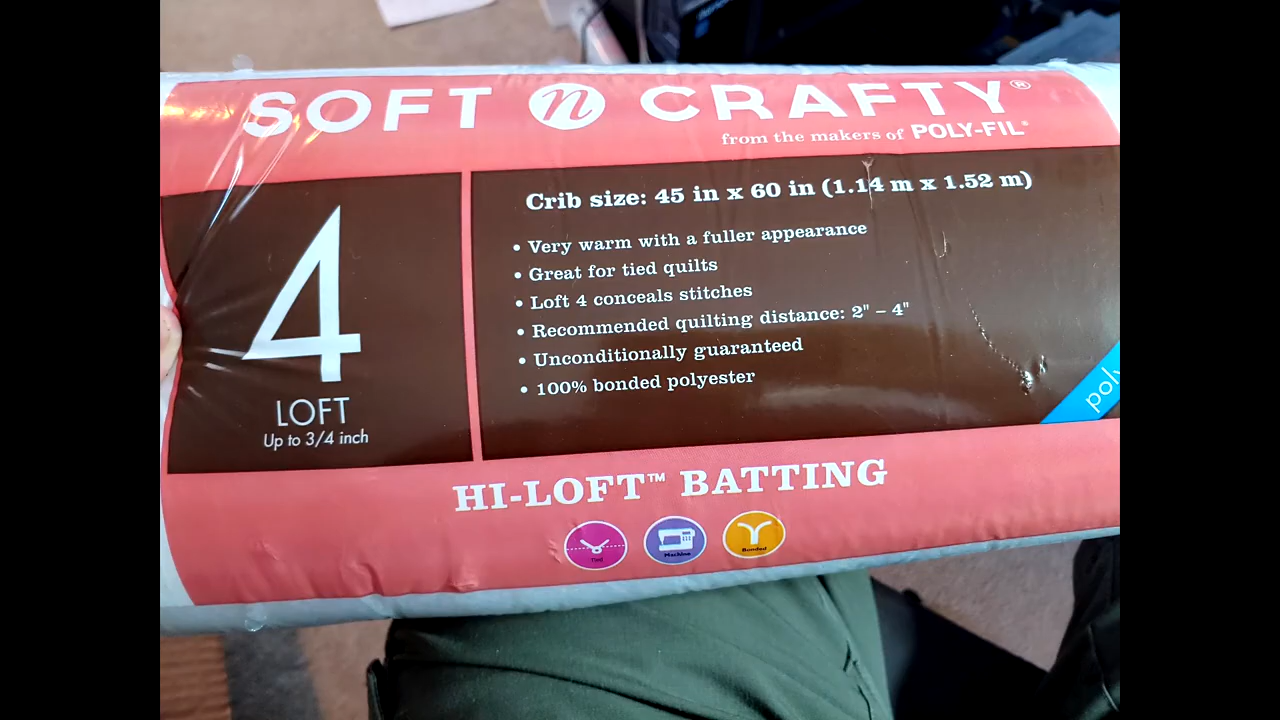 SOFT n CRAFTY®
from the makers of POLY-FIL®
4
LOFT
Up to 3/4 inch
Crib size: 45 in x 60 in (1.14 m x 1.52 m)
• Very warm with a fuller appearance
• Great for tied quilts
• Loft 4 conceals stitches
• Recommended quilting distance: 2" – 4"
• Unconditionally guaranteed
• 100% bonded polyester
poly
HI-LOFT™ BATTING
Tied
Machine
Bonded